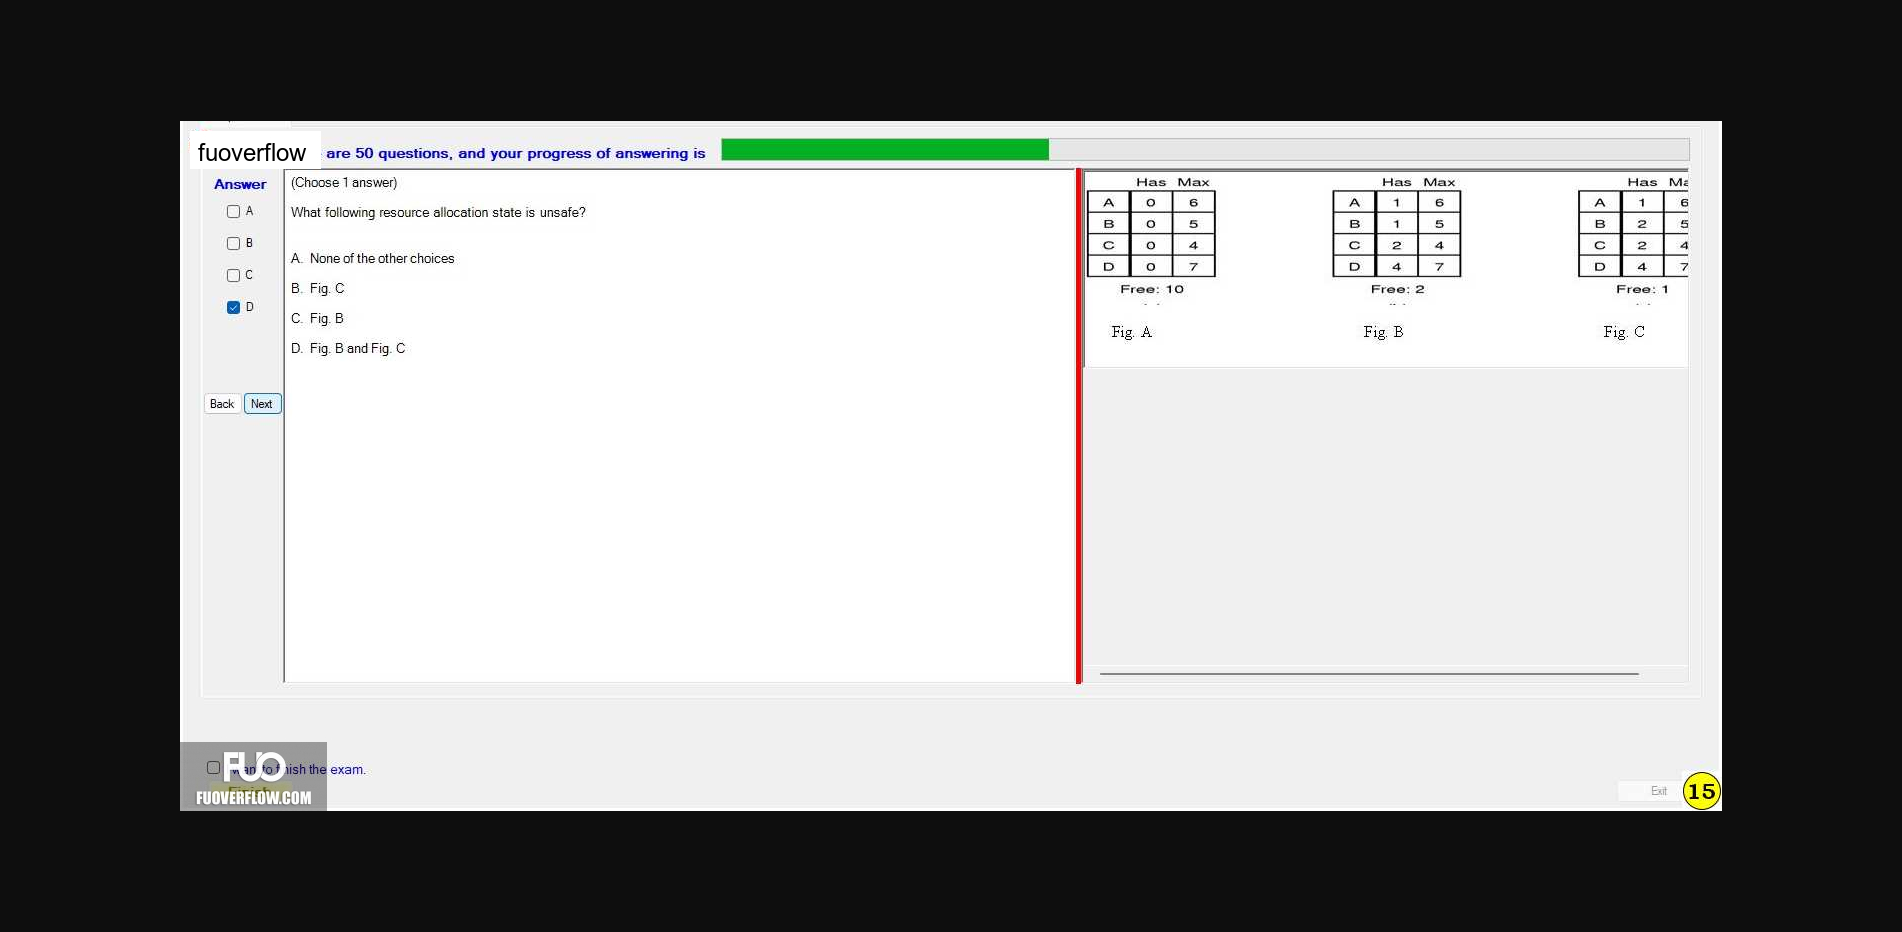 fuoverflow are 50 questions, and your progress of answering is
Answer
A
B
C
D
Back Next
(Choose 1 answer)
What following resource allocation state is unsafe?
A. None of the other choices
B. Fig. C
C. Fig. B
D. Fig. B and Fig. C
Has Max
A 0 6
B 0 5
C 0 4
D 0 7
Free: 10
Fig. A
Has Max
A 1 6
B 1 5
C 2 4
D 4 7
Free: 2
Fig. B
Has Ma
A 1 6
B 2 5
C 2 4
D 4 7
Free: 1
Fig. C
want to finish the exam.
Finish
FUO
FUOVERFLOW.COM
Exit
15